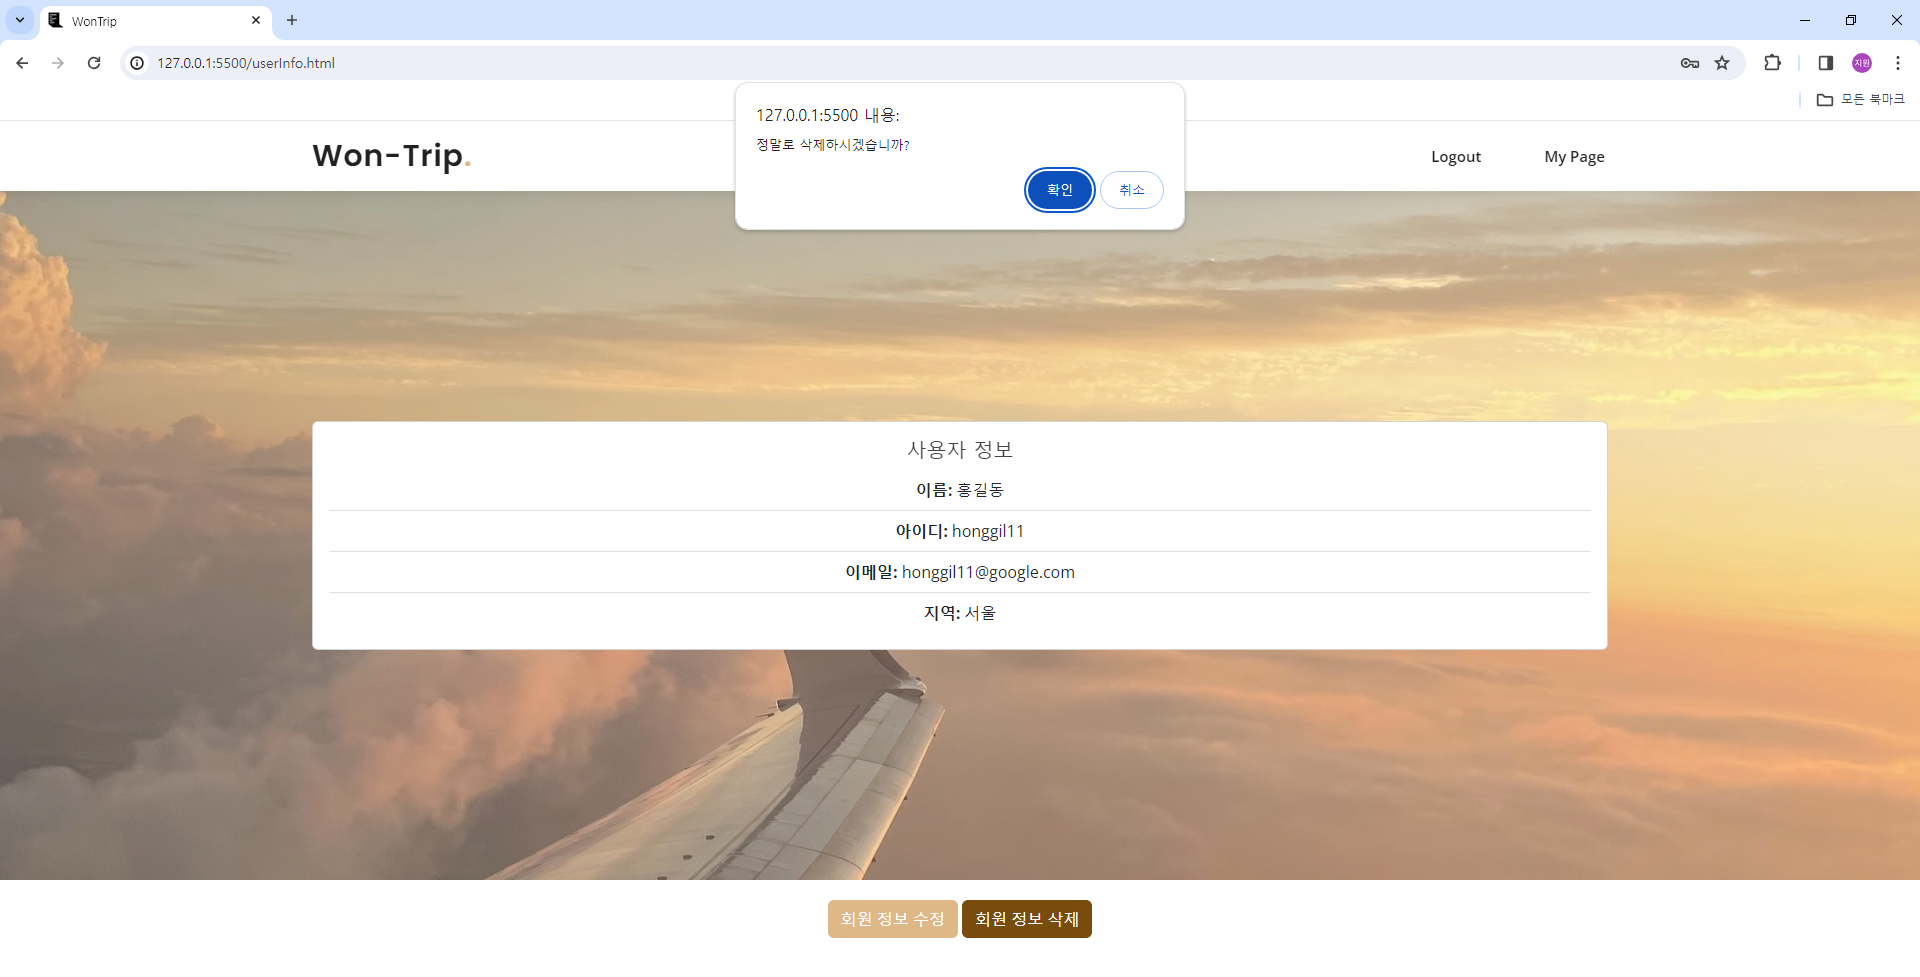 WonTrip
127.0.0.1:5500/userInfo.html
지원
모든 북마크
127.0.0.1:5500 내용:
정말로 삭제하시겠습니까?
확인 취소
Won-Trip.
Logout My Page
사용자 정보
이름: 홍길동
아이디: honggil11
이메일: honggil11@google.com
지역: 서울
회원 정보 수정 회원 정보 삭제